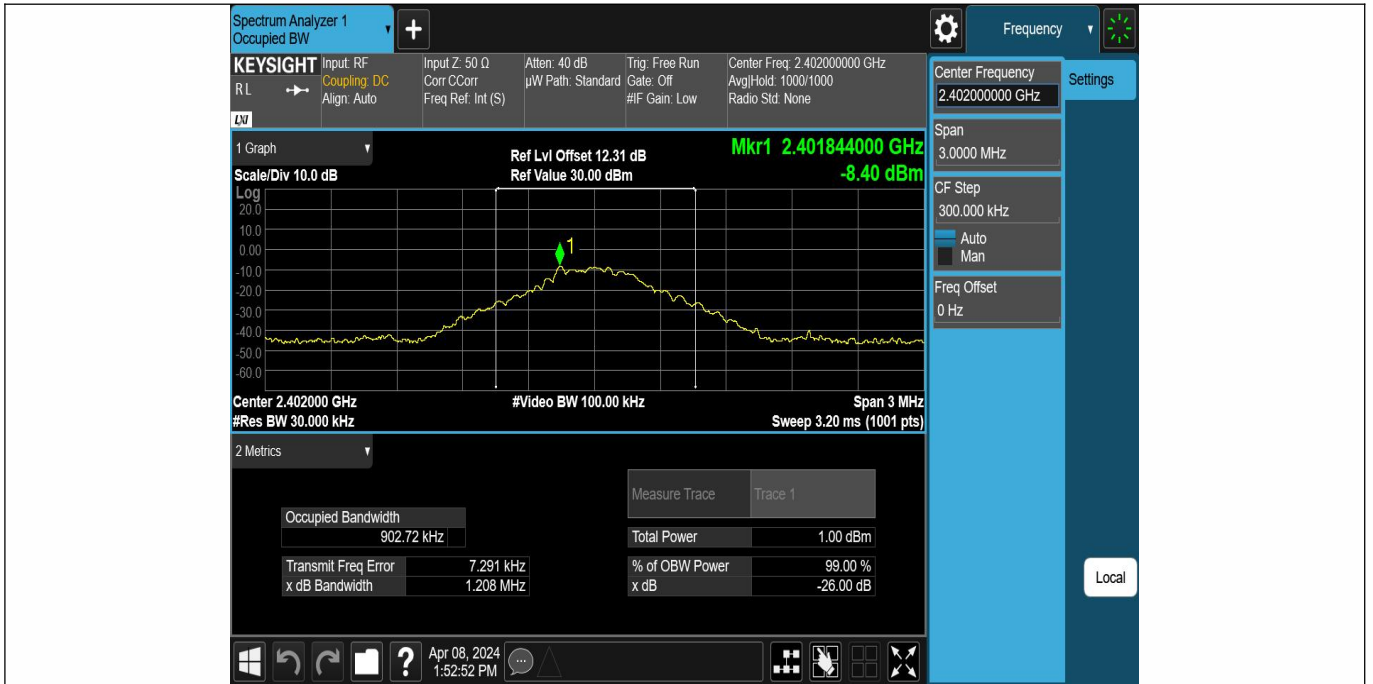 Spectrum Analyzer 1
Occupied BW
Frequency
KEYSIGHT
RL
LXI
Input: RF
Coupling: DC
Align: Auto
Input Z: 50 Ω
Corr CCorr
Freq Ref: Int (S)
Atten: 40 dB
µW Path: Standard
Trig: Free Run
Gate: Off
#IF Gain: Low
Center Freq: 2.402000000 GHz
Avg|Hold: 1000/1000
Radio Std: None
Center Frequency
2.402000000 GHz
Settings
Span
3.0000 MHz
CF Step
300.000 kHz
Auto
Man
Freq Offset
0 Hz
Local
1 Graph
Scale/Div 10.0 dB
Ref Lvl Offset 12.31 dB
Ref Value 30.00 dBm
Mkr1 2.401844000 GHz
-8.40 dBm
Log
20.0
10.0
0.00
-10.0
-20.0
-30.0
-40.0
-50.0
-60.0
1
Center 2.402000 GHz
#Res BW 30.000 kHz
#Video BW 100.00 kHz
Span 3 MHz
Sweep 3.20 ms (1001 pts)
2 Metrics
Measure Trace Trace 1
Occupied Bandwidth
902.72 kHz
Total Power 1.00 dBm
Transmit Freq Error 7.291 kHz
% of OBW Power 99.00 %
x dB Bandwidth 1.208 MHz
x dB -26.00 dB
?
Apr 08, 2024
1:52:52 PM